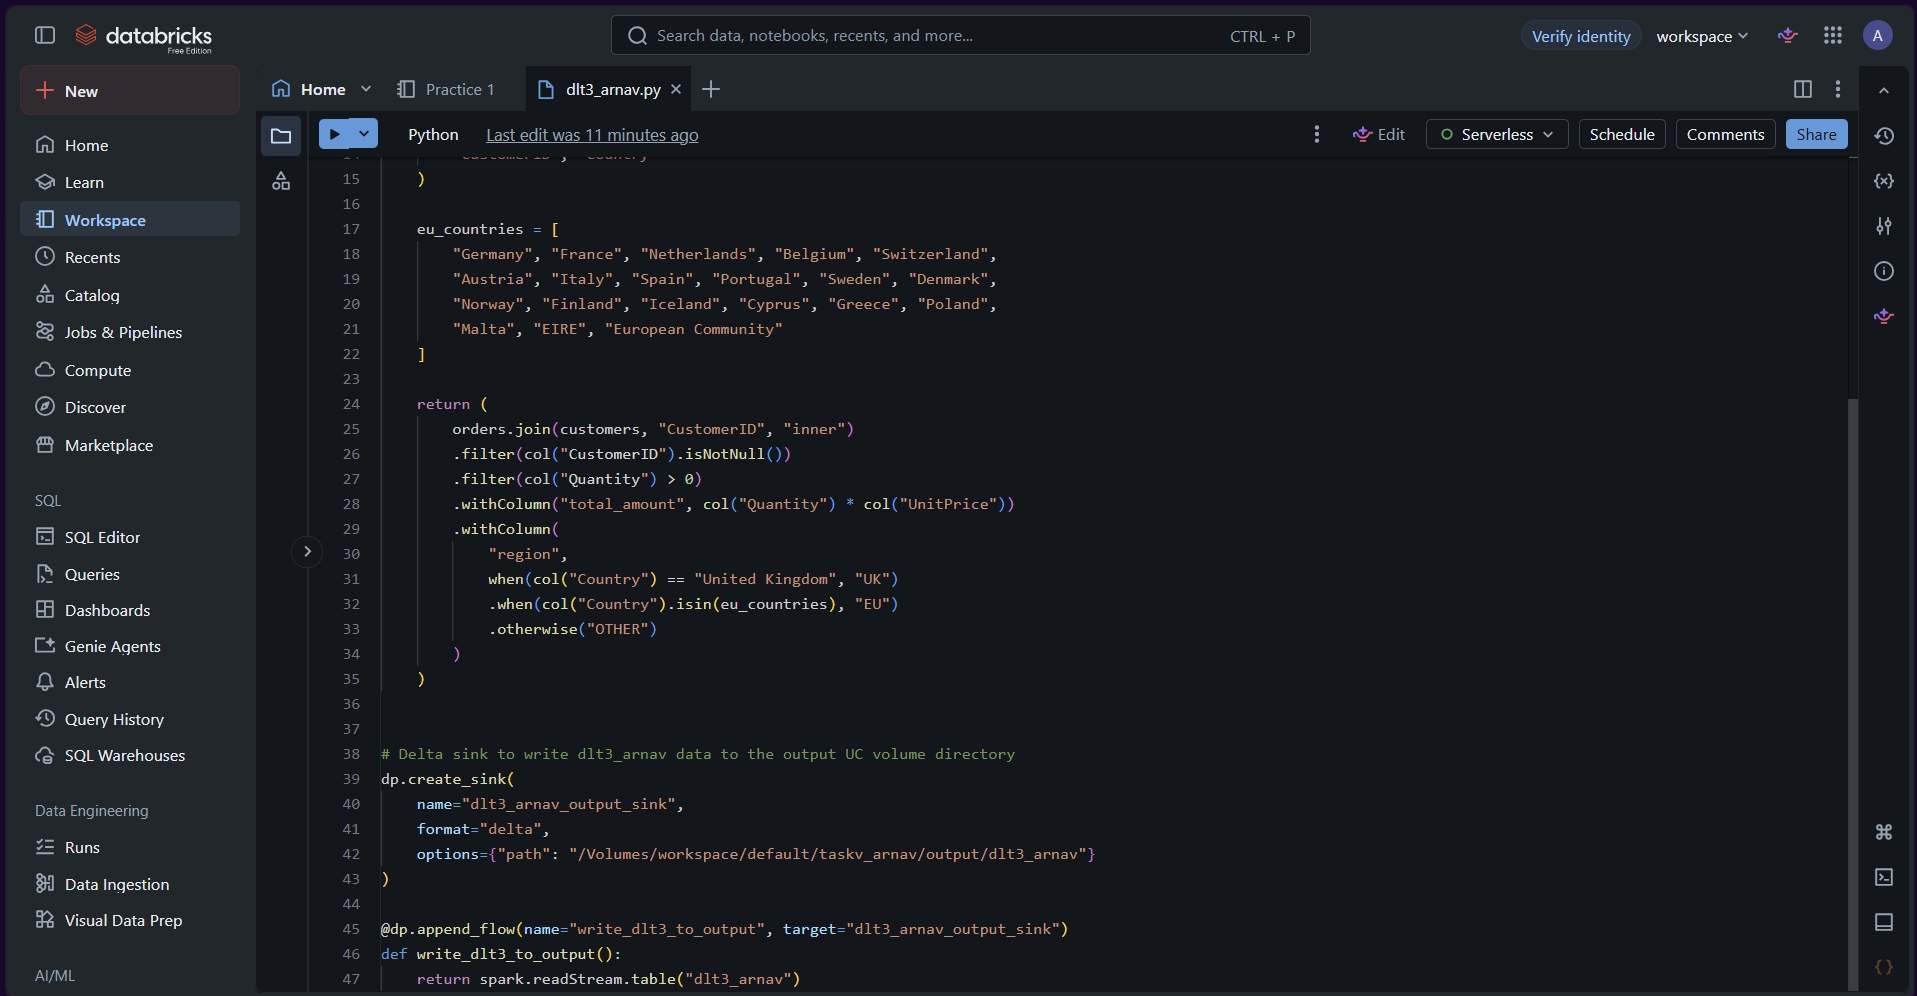 databricks
Free Edition
Search data, notebooks, recents, and more...
CTRL + P
Verify identity
workspace
A
New
Home
Learn
Workspace
Recents
Catalog
Jobs & Pipelines
Compute
Discover
Marketplace
SQL
SQL Editor
Queries
Dashboards
Genie Agents
Alerts
Query History
SQL Warehouses
Data Engineering
Runs
Data Ingestion
Visual Data Prep
AI/ML
Home
Practice 1
dlt3_arnav.py
Python
Last edit was 11 minutes ago
Edit
Serverless
Schedule
Comments
Share
14 "CustomerID", "Country"
15 )
16
17 eu_countries = [
18 "Germany", "France", "Netherlands", "Belgium", "Switzerland",
19 "Austria", "Italy", "Spain", "Portugal", "Sweden", "Denmark",
20 "Norway", "Finland", "Iceland", "Cyprus", "Greece", "Poland",
21 "Malta", "EIRE", "European Community"
22 ]
23
24 return (
25 orders.join(customers, "CustomerID", "inner")
26 .filter(col("CustomerID").isNotNull())
27 .filter(col("Quantity") > 0)
28 .withColumn("total_amount", col("Quantity") * col("UnitPrice"))
29 .withColumn(
30 "region",
31 when(col("Country") == "United Kingdom", "UK")
32 .when(col("Country").isin(eu_countries), "EU")
33 .otherwise("OTHER")
34 )
35 )
36
37
38 # Delta sink to write dlt3_arnav data to the output UC volume directory
39 dp.create_sink(
40 name="dlt3_arnav_output_sink",
41 format="delta",
42 options={"path": "/Volumes/workspace/default/taskv_arnav/output/dlt3_arnav"}
43 )
44
45 @dp.append_flow(name="write_dlt3_to_output", target="dlt3_arnav_output_sink")
46 def write_dlt3_to_output():
47 return spark.readStream.table("dlt3_arnav")